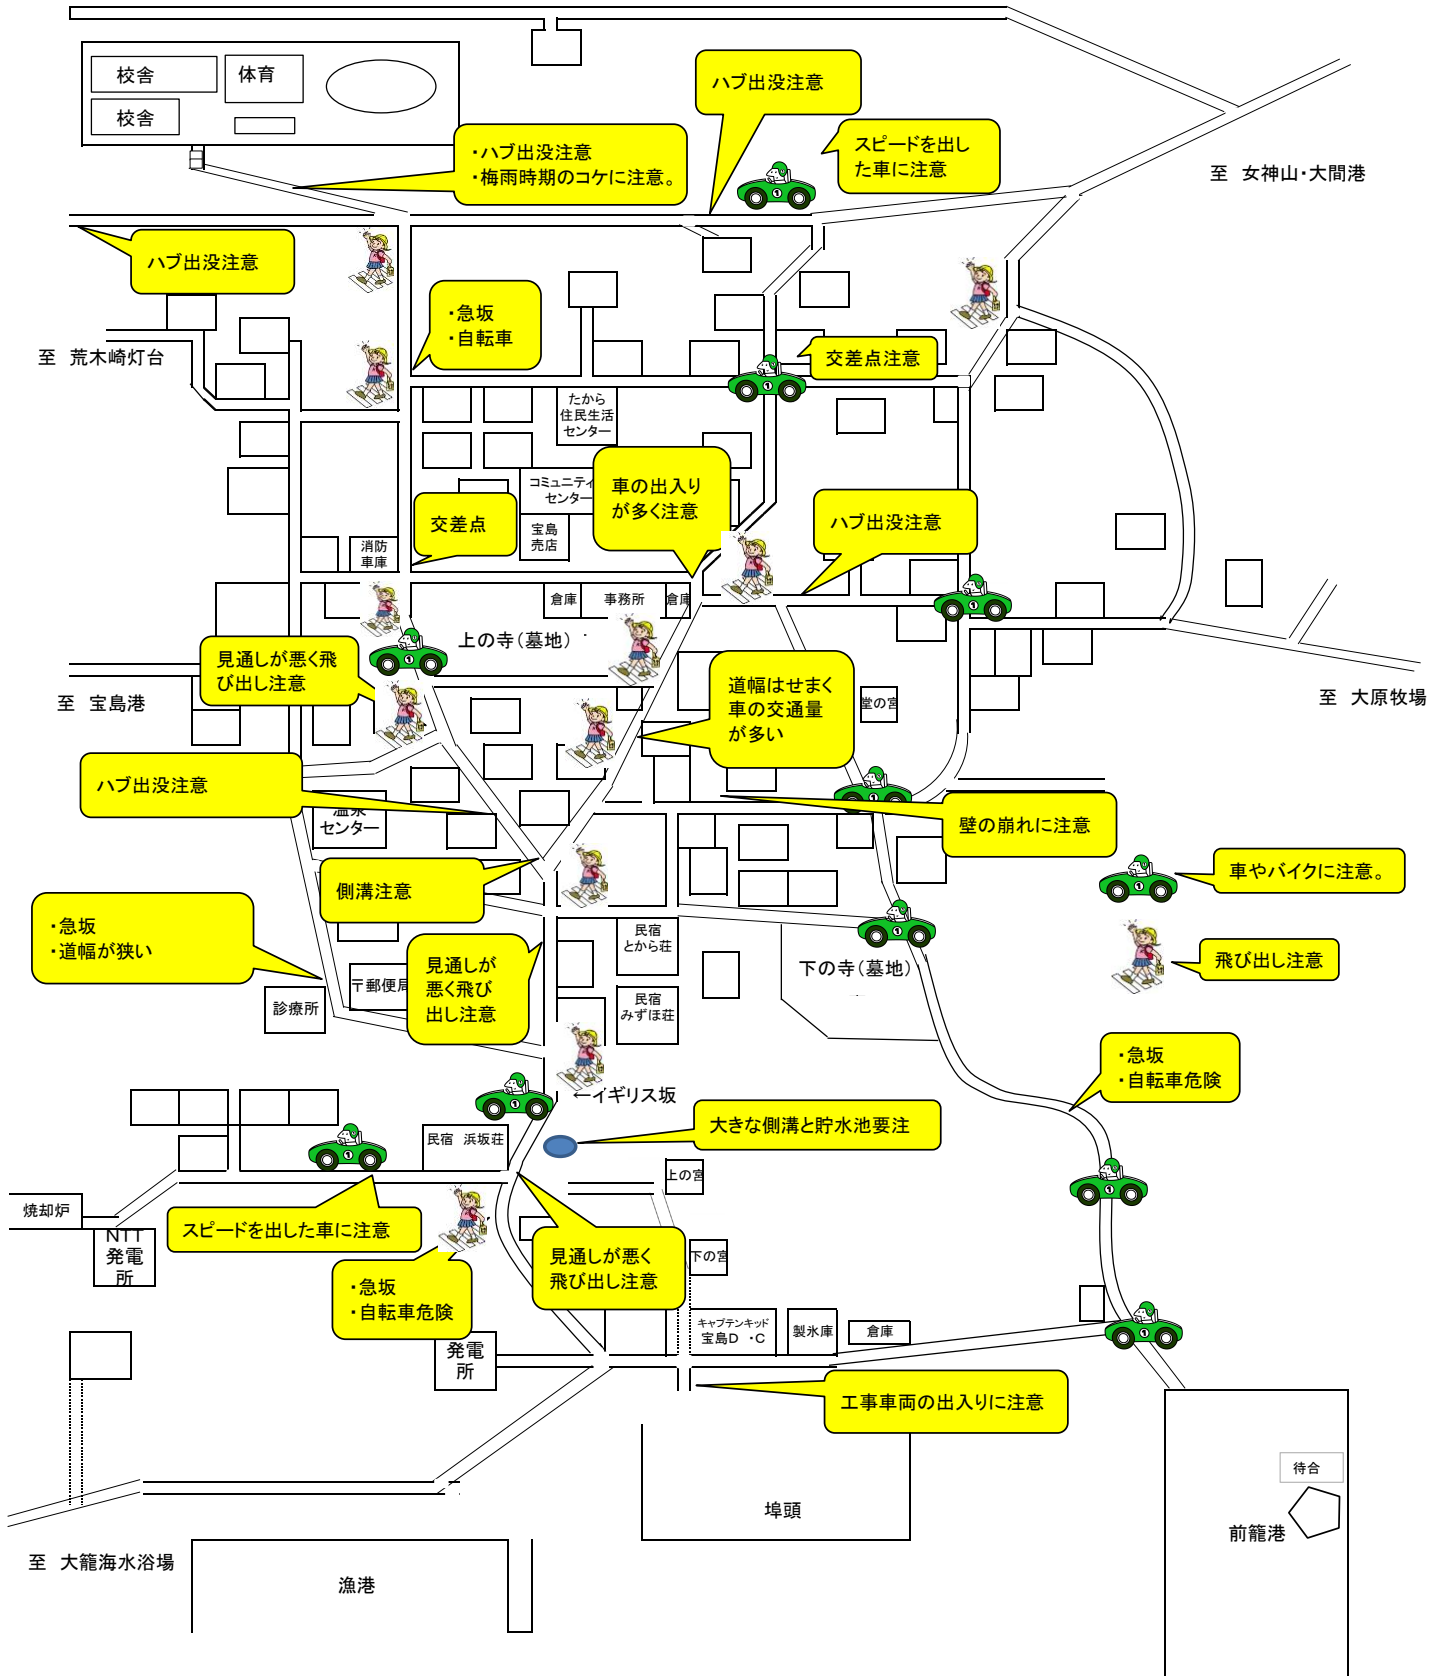 校舎
体育
校舎
ハブ出没注意
・ハブ出没注意
・梅雨時期のコケに注意。
スピードを出し
た車に注意
至 女神山・大間港
ハブ出没注意
・急坂
・自転車
至 荒木崎灯台
交差点注意
たから
住民生活
センター
コミュニティ
センター
車の出入り
が多く注意
交差点
宝島
売店
ハブ出没注意
消防
車庫
倉庫
事務所
倉庫
上の寺（墓地）
見通しが悪く飛
び出し注意
至 宝島港
道幅はせまく
車の交通量
が多い
堂の宮
至 大原牧場
ハブ出没注意
温泉
センター
壁の崩れに注意
側溝注意
車やバイクに注意。
・急坂
・道幅が狭い
民宿
とから荘
見通しが
悪く飛び
出し注意
飛び出し注意
下の寺（墓地）
〒郵便局
診療所
民宿
みずほ荘
・急坂
・自転車危険
←イギリス坂
大きな側溝と貯水池要注
民宿 浜坂荘
上の宮
焼却炉
スピードを出した車に注意
NTT
発電
所
見通しが悪く
飛び出し注意
下の宮
・急坂
・自転車危険
キャプテンキッド
宝島D ・C
製氷庫
倉庫
発電
所
工事車両の出入りに注意
待合
埠頭
前籠港
至 大籠海水浴場
漁港